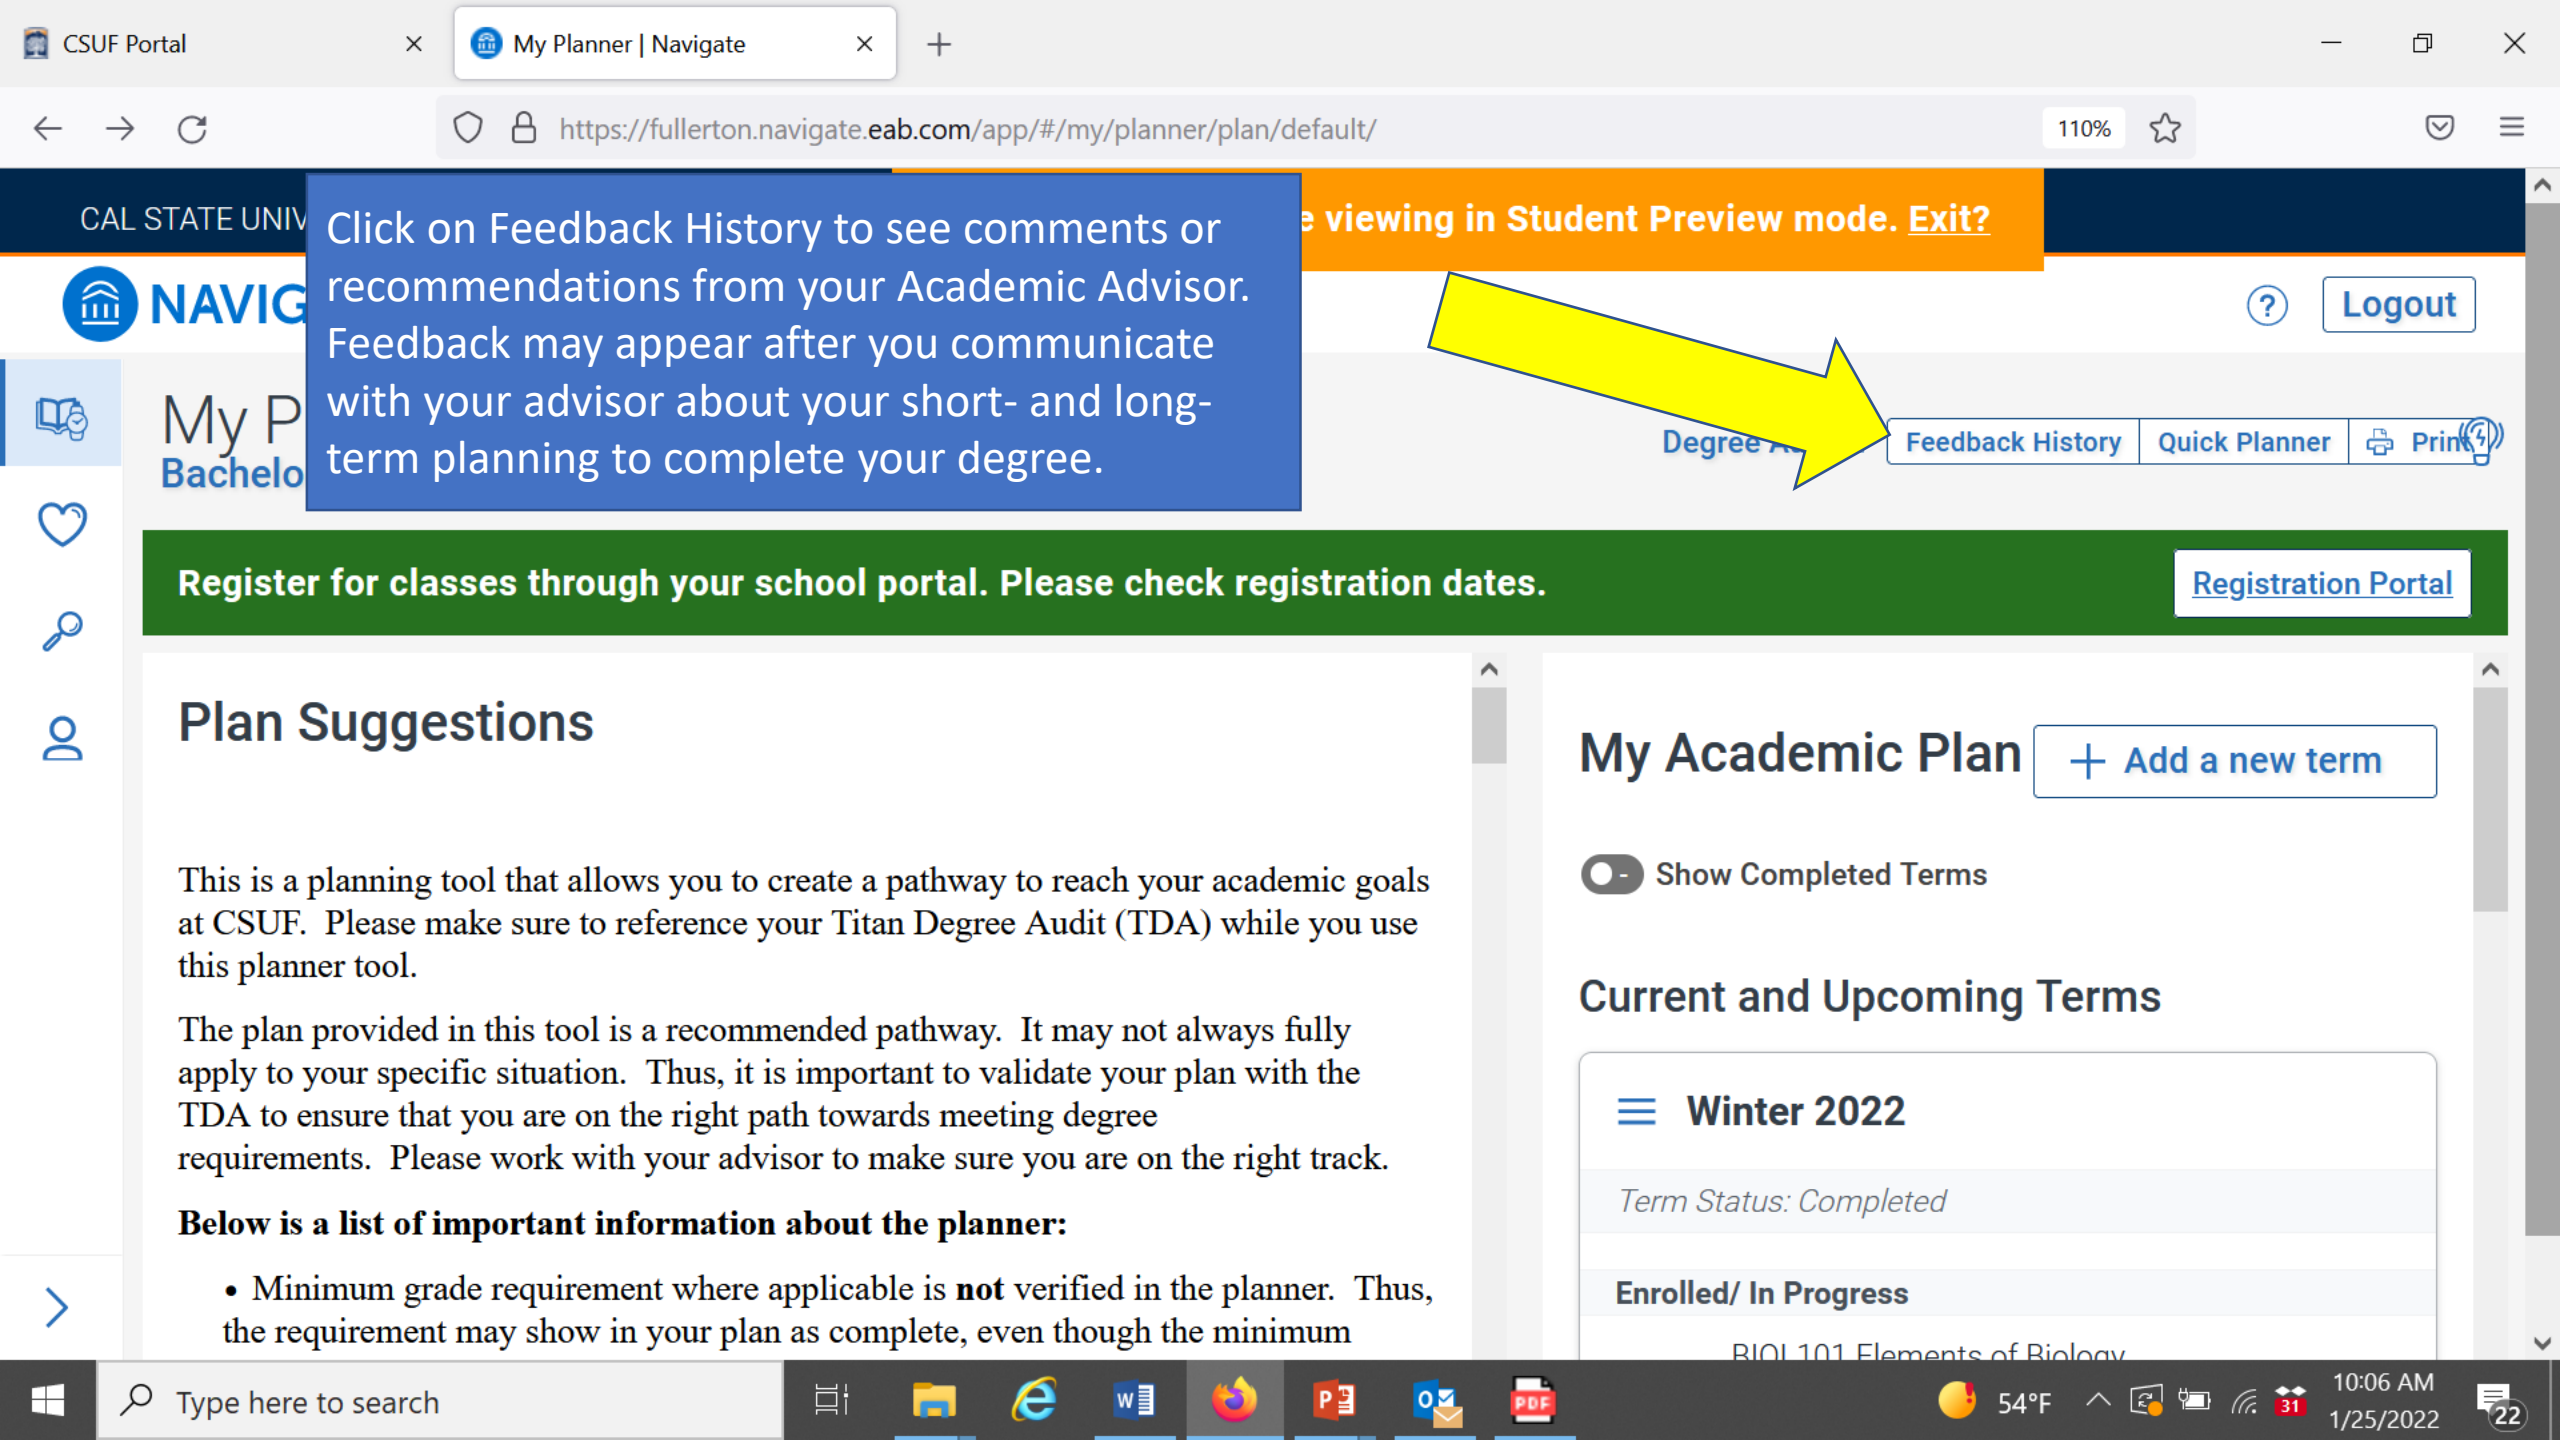 CSUF Portal
My Planner | Navigate
https://fullerton.navigate.eab.com/app/#/my/planner/plan/default/
110%
CAL STATE UNIV
e viewing in Student Preview mode. Exit?
Click on Feedback History to see comments or
recommendations from your Academic Advisor.
Feedback may appear after you communicate
with your advisor about your short- and long-
term planning to complete your degree.
NAVIG
?
Logout
My P
Bachelo
Degree
Feedback History
Quick Planner
Print
Register for classes through your school portal. Please check registration dates.
Registration Portal
Plan Suggestions
This is a planning tool that allows you to create a pathway to reach your academic goals
at CSUF. Please make sure to reference your Titan Degree Audit (TDA) while you use
this planner tool.
The plan provided in this tool is a recommended pathway. It may not always fully
apply to your specific situation. Thus, it is important to validate your plan with the
TDA to ensure that you are on the right path towards meeting degree
requirements. Please work with your advisor to make sure you are on the right track.
Below is a list of important information about the planner:
• Minimum grade requirement where applicable is not verified in the planner. Thus,
the requirement may show in your plan as complete, even though the minimum
My Academic Plan
+ Add a new term
Show Completed Terms
Current and Upcoming Terms
Winter 2022
Term Status: Completed
Enrolled/ In Progress
BIOL101 Elements of Biology
Type here to search
PDF
54°F
31
10:06 AM
1/25/2022
22